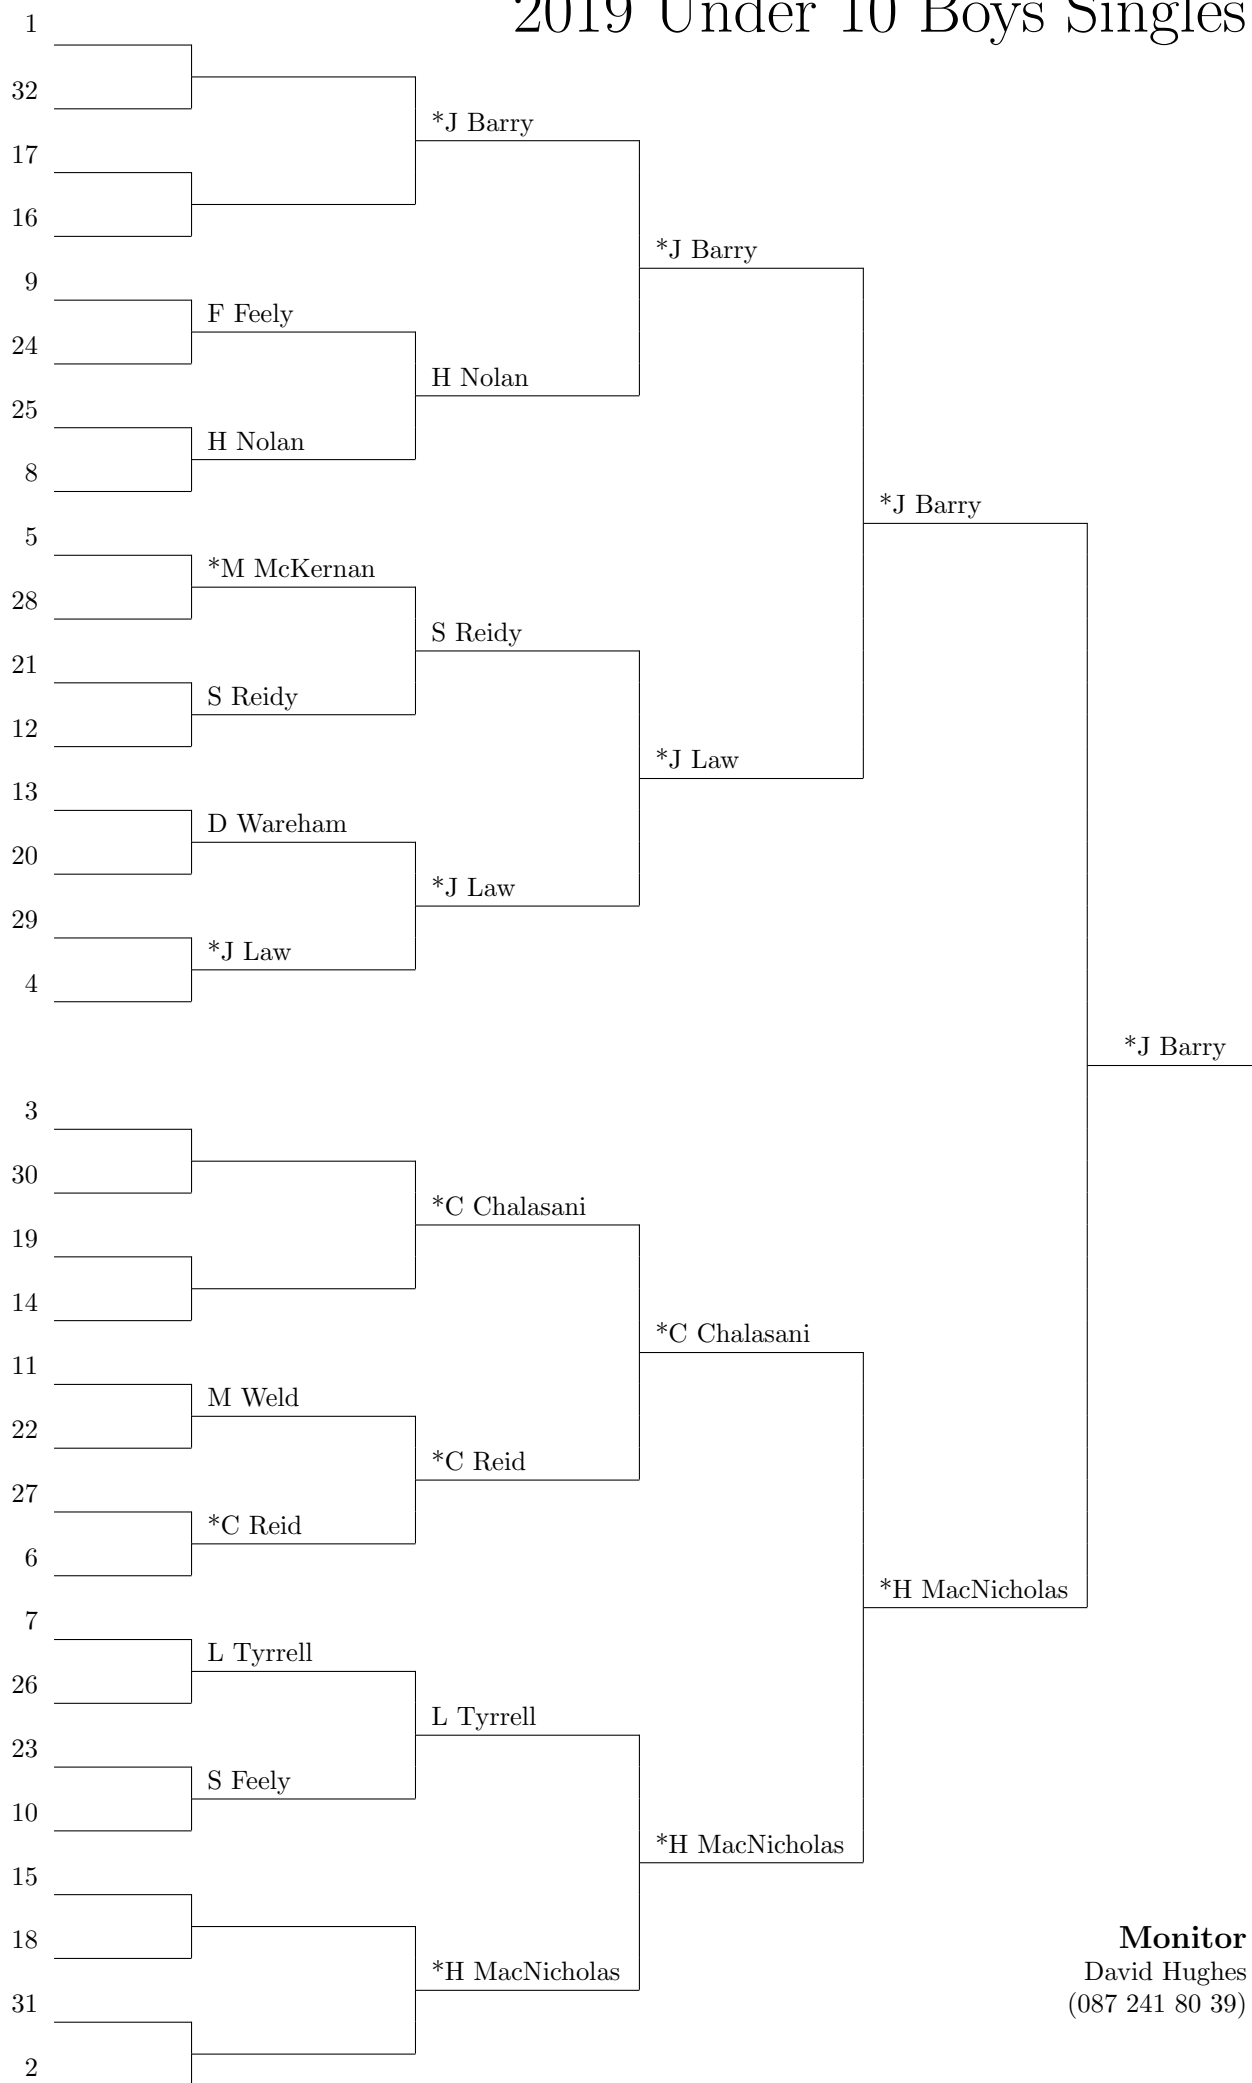 2019 Under 10 Boys Singles
1
32
*J Barry
17
16
*J Barry
9
F Feely
24
H Nolan
25
H Nolan
8
*J Barry
5
*M McKernan
28
S Reidy
21
S Reidy
12
*J Law
13
D Wareham
20
*J Law
29
*J Law
4
*J Barry
3
30
*C Chalasani
19
14
*C Chalasani
11
M Weld
22
*C Reid
27
*C Reid
6
*H MacNicholas
7
L Tyrrell
26
L Tyrrell
23
S Feely
10
*H MacNicholas
15
18
*H MacNicholas
31
2
Monitor
David Hughes
(087 241 80 39)